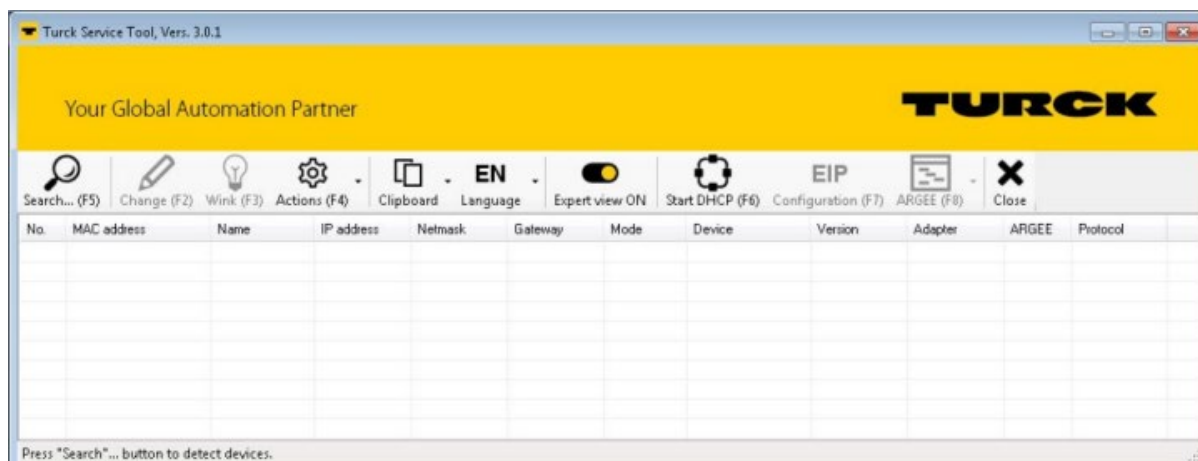 Turck Service Tool, Vers. 3.0.1
Your Global Automation Partner
TURCK
EN
EIP
Search... (F5) Change (F2) Wink (F3) Actions (F4) Clipboard Language Expert view ON Start DHCP (F6) Configuration (F7) ARGEE (F8) Close
No. MAC address Name IP address Netmask Gateway Mode Device Version Adapter ARGEE Protocol
Press "Search"... button to detect devices.